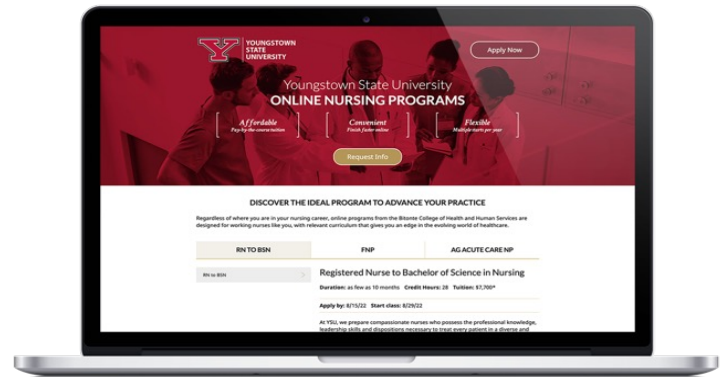 YOUNGSTOWN
STATE
UNIVERSITY
Apply Now
Youngstown State University
ONLINE NURSING PROGRAMS
Affordable
Pay-by-the-course tuition
Convenient
Finish faster online
Flexible
Multiple starts per year
Request Info
DISCOVER THE IDEAL PROGRAM TO ADVANCE YOUR PRACTICE
Regardless of where you are in your nursing career, online programs from the Bitonte College of Health and Human Services are
designed for working nurses like you, with relevant curriculum that gives you an edge in the evolving world of healthcare.
RN TO BSN
FNP
AG ACUTE CARE NP
RN to BSN
Registered Nurse to Bachelor of Science in Nursing
Duration: as few as 10 months Credit Hours: 28 Tuition: $7,700*
Apply by: 8/15/22 Start class: 8/29/22
At YSU, we prepare compassionate nurses who possess the professional knowledge,
leadership skills and dispositions necessary to treat every patient in a diverse and